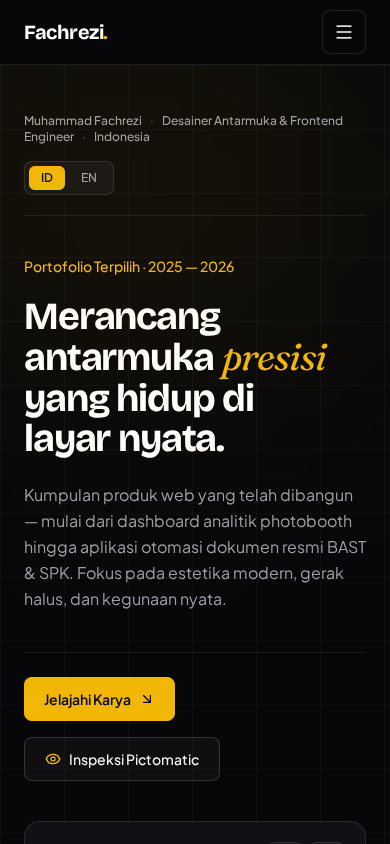 Fachrezi.
Muhammad Fachrezi · Desainer Antarmuka & Frontend
Engineer · Indonesia
ID EN
Portofolio Terpilih · 2025 — 2026
Merancang
antarmuka presisi
yang hidup di
layar nyata.
Kumpulan produk web yang telah dibangun
— mulai dari dashboard analitik photobooth
hingga aplikasi otomasi dokumen resmi BAST
& SPK. Fokus pada estetika modern, gerak
halus, dan kegunaan nyata.
Jelajahi Karya
Inspeksi Pictomatic